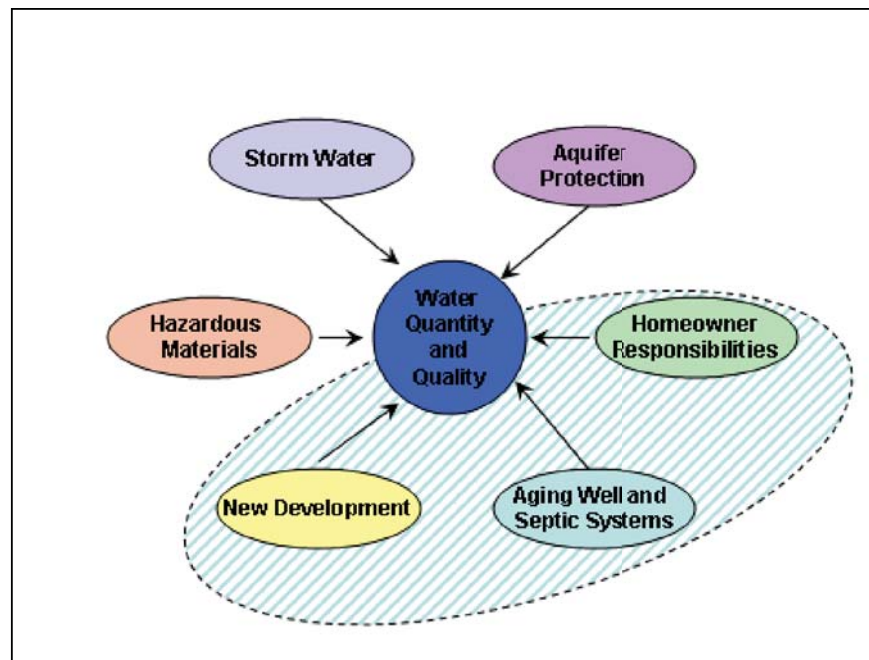 Storm Water
Aquifer
Protection
Water
Quantity
and
Quality
Hazardous
Materials
Homeowner
Responsibilities
New Development
Aging Well and
Septic Systems